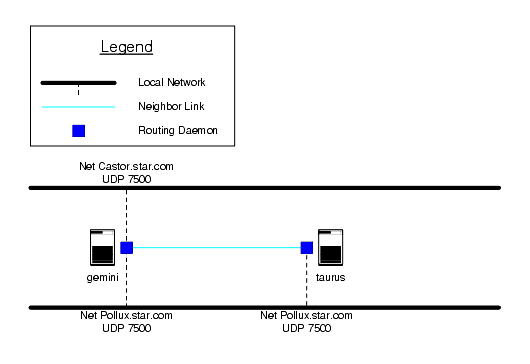 Legend
Local Network
Neighbor Link
Routing Daemon
Net Castor.star.com
UDP 7500
gemini
taurus
Net Pollux.star.com
UDP 7500
Net Pollux.star.com
UDP 7500